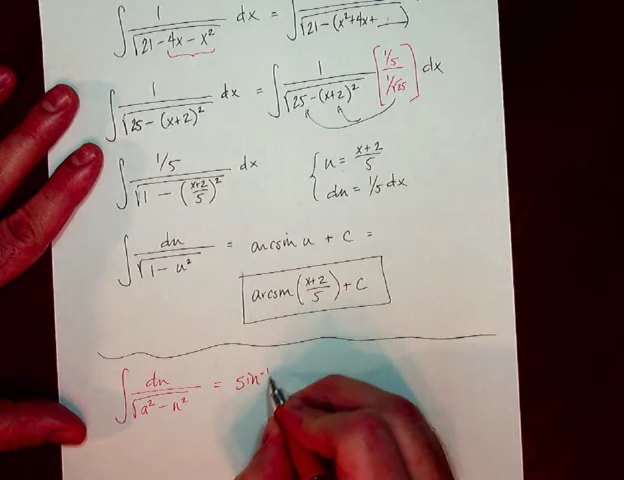 ∫ 1/√(21 - 4x - x²) dx = ∫ 1/√(21 - (x² + 4x + __))
∫ 1/√(25 - (x+2)²) dx = ∫ 1/√(25 - (x+2)²) [(1/5)/(1/√25)] dx
∫ (1/5)/√(1 - ((x+2)/5)²) dx { u = (x+2)/5
du = 1/5 dx
∫ du/√(1 - u²) = arcsin u + C =
arcsin((x+2)/5) + C
∫ du/√(a² - u²) = sin⁻¹